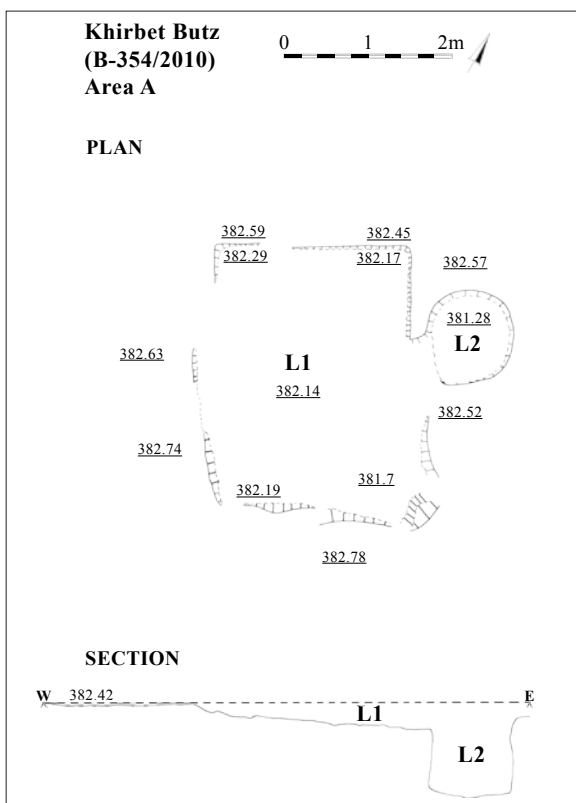 Khirbet Butz
(B-354/2010)
Area A
0 1 2m
PLAN
382.59
382.29
382.45
382.17
382.57
381.28
L2
382.63
L1
382.14
382.52
382.74
382.19
381.7
382.78
SECTION
W 382.42 E
L1
L2